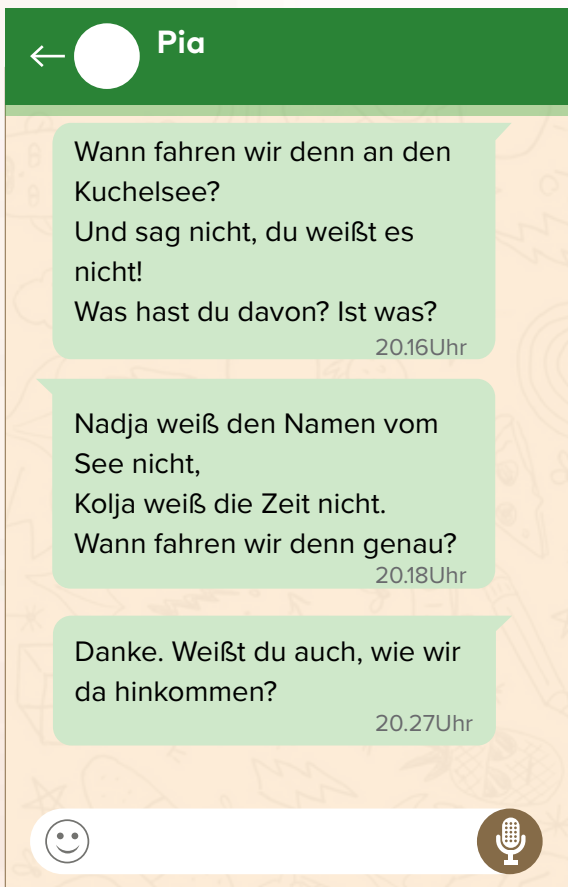 Pia
Wann fahren wir denn an den
Kuchelsee?
Und sag nicht, du weißt es
nicht!
Was hast du davon? Ist was?
20.16Uhr
Nadja weiß den Namen vom
See nicht,
Kolja weiß die Zeit nicht.
Wann fahren wir denn genau?
20.18Uhr
Danke. Weißt du auch, wie wir
da hinkommen?
20.27Uhr